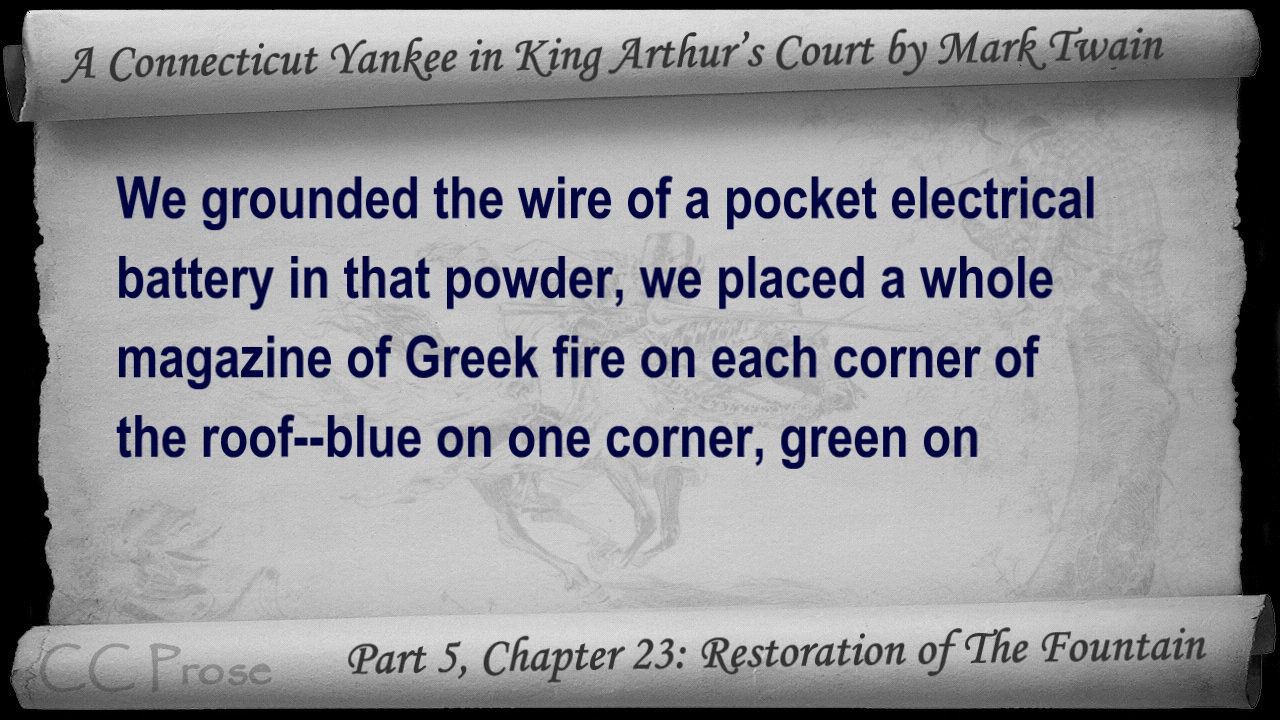 A Connecticut Yankee in King Arthur's Court by Mark Twain
We grounded the wire of a pocket electrical
battery in that powder, we placed a whole
magazine of Greek fire on each corner of
the roof--blue on one corner, green on
CC Prose
Part 5, Chapter 23: Restoration of The Fountain